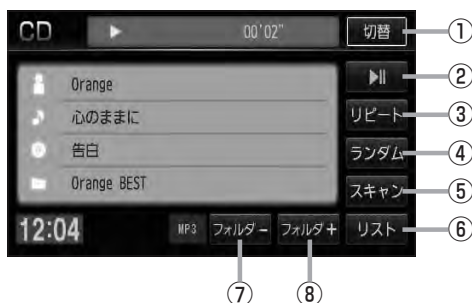 CD 00'02" 切替 ①
②
Orange
リピート ③
心のままに
ランダム ④
告白
スキャン ⑤
Orange BEST
12:04 MP3 フォルダ− フォルダ+ リスト ⑥
⑦ ⑧